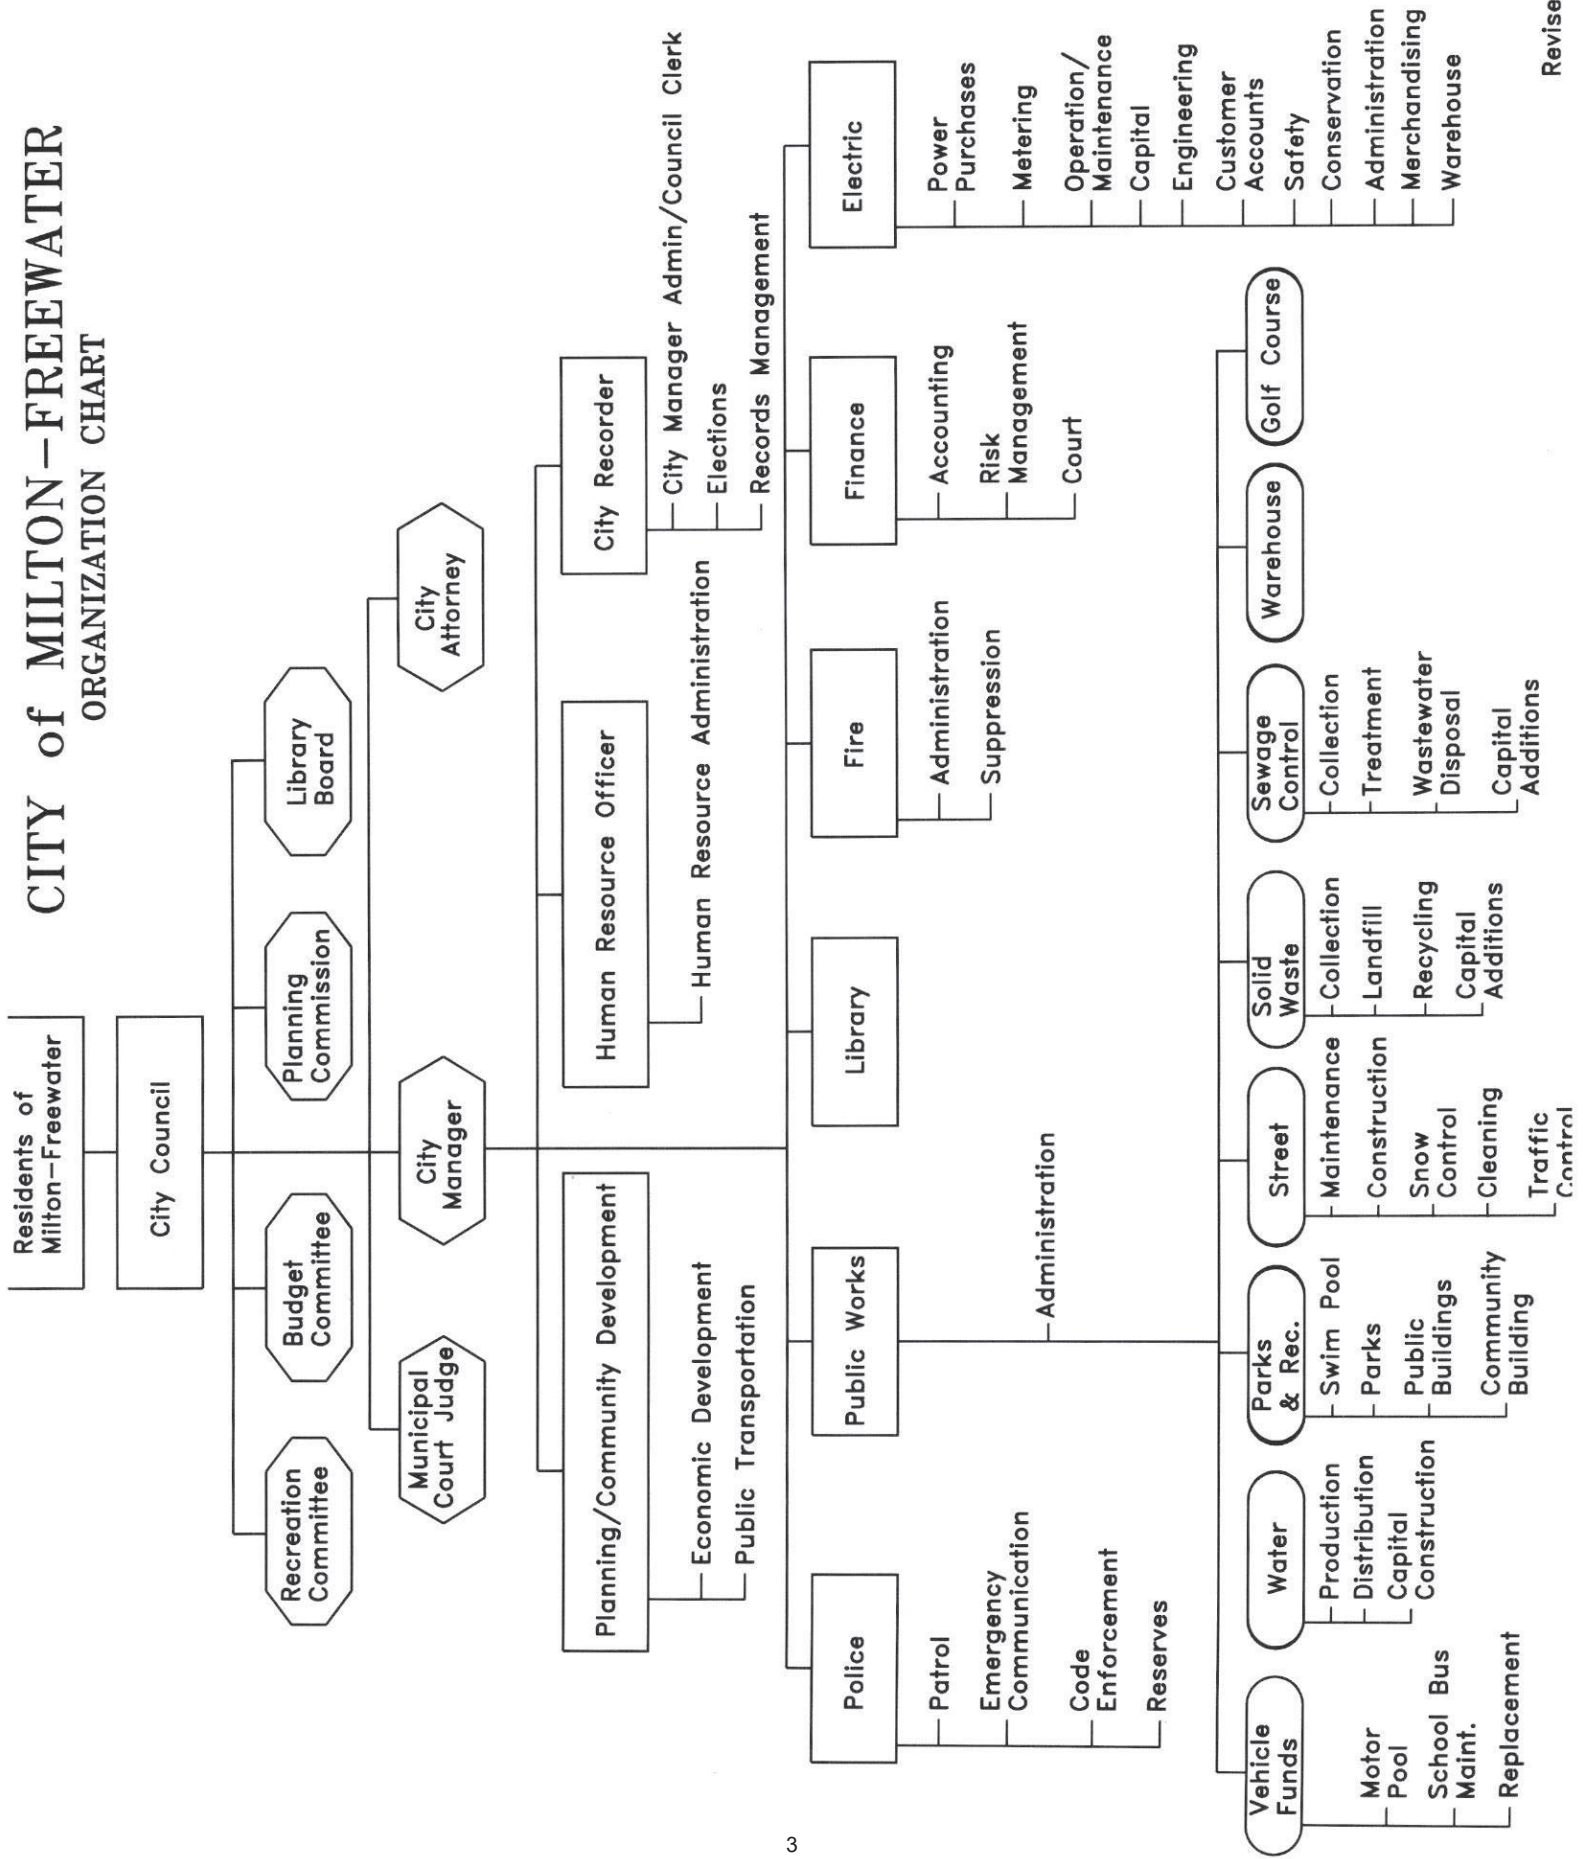 CITY of MILTON-FREEWATER
ORGANIZATION CHART
Residents of
Milton-Freewater
City Council
Recreation
Committee
Budget
Committee
Planning
Commission
Library
Board
Municipal
Court Judge
City
Manager
City
Attorney
Planning/Community Development
Economic Development
Public Transportation
Human Resource Officer
Human Resource Administration
City Recorder
City Manager Admin/Council Clerk
Elections
Records Management
Police
Patrol
Emergency
Communication
Code
Enforcement
Reserves
Public Works
Administration
Library
Fire
Administration
Suppression
Finance
Accounting
Risk
Management
Court
Electric
Power
Purchases
Metering
Operation/
Maintenance
Capital
Engineering
Customer
Accounts
Safety
Conservation
Administration
Merchandising
Warehouse
Vehicle
Funds
Motor
Pool
School Bus
Maint.
Replacement
Water
Production
Distribution
Capital
Construction
Parks
& Rec.
Swim Pool
Parks
Public
Buildings
Community
Building
Street
Maintenance
Construction
Snow
Control
Cleaning
Traffic
Control
Solid
Waste
Collection
Landfill
Recycling
Capital
Additions
Sewage
Control
Collection
Treatment
Wastewater
Disposal
Capital
Additions
Warehouse
Golf Course
Revise
3